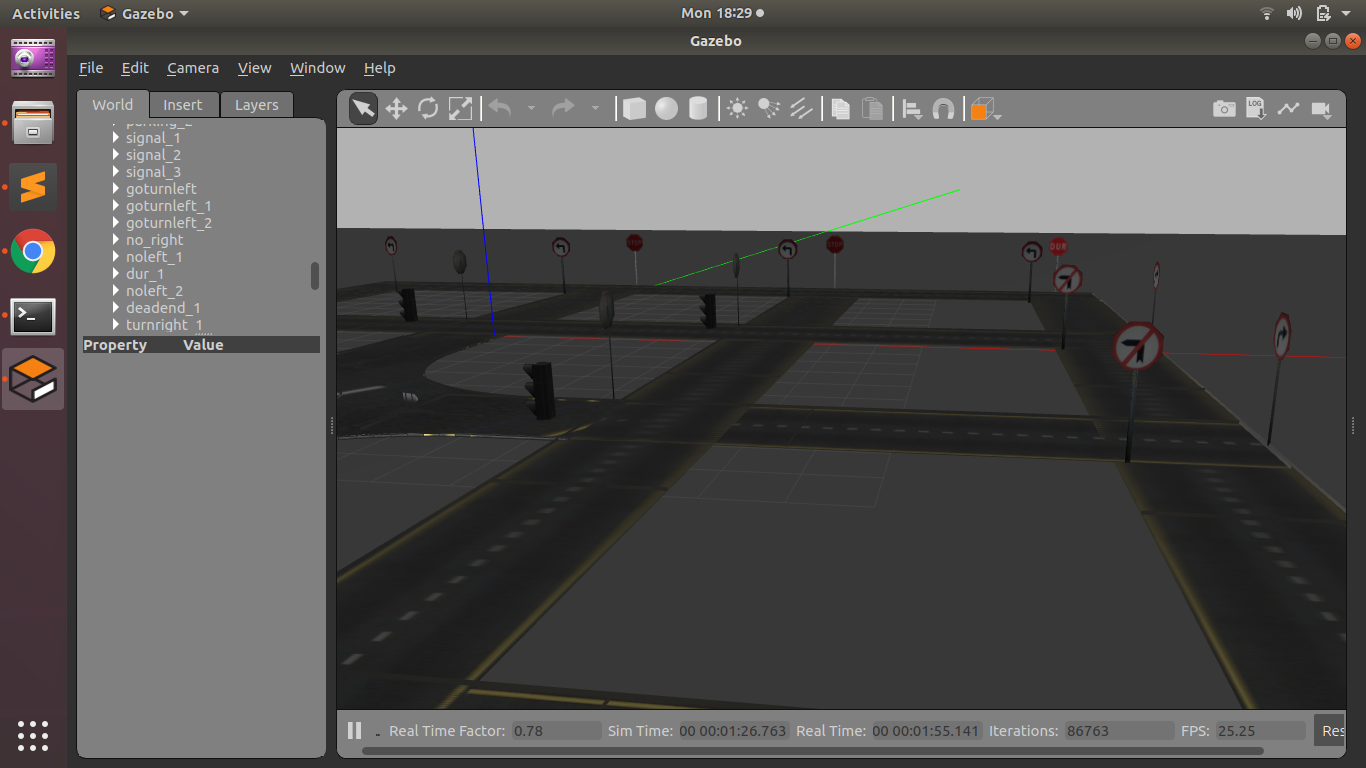 Activities Gazebo Mon 18:29
Gazebo
File Edit Camera View Window Help
World Insert Layers
parking_2
signal_1
signal_2
signal_3
goturnleft
goturnleft_1
goturnleft_2
no_right
noleft_1
dur_1
noleft_2
deadend_1
turnright_1
Property Value
STOP STOP DUR
LOG
Real Time Factor: 0.78 Sim Time: 00 00:01:26.763 Real Time: 00 00:01:55.141 Iterations: 86763 FPS: 25.25 Res